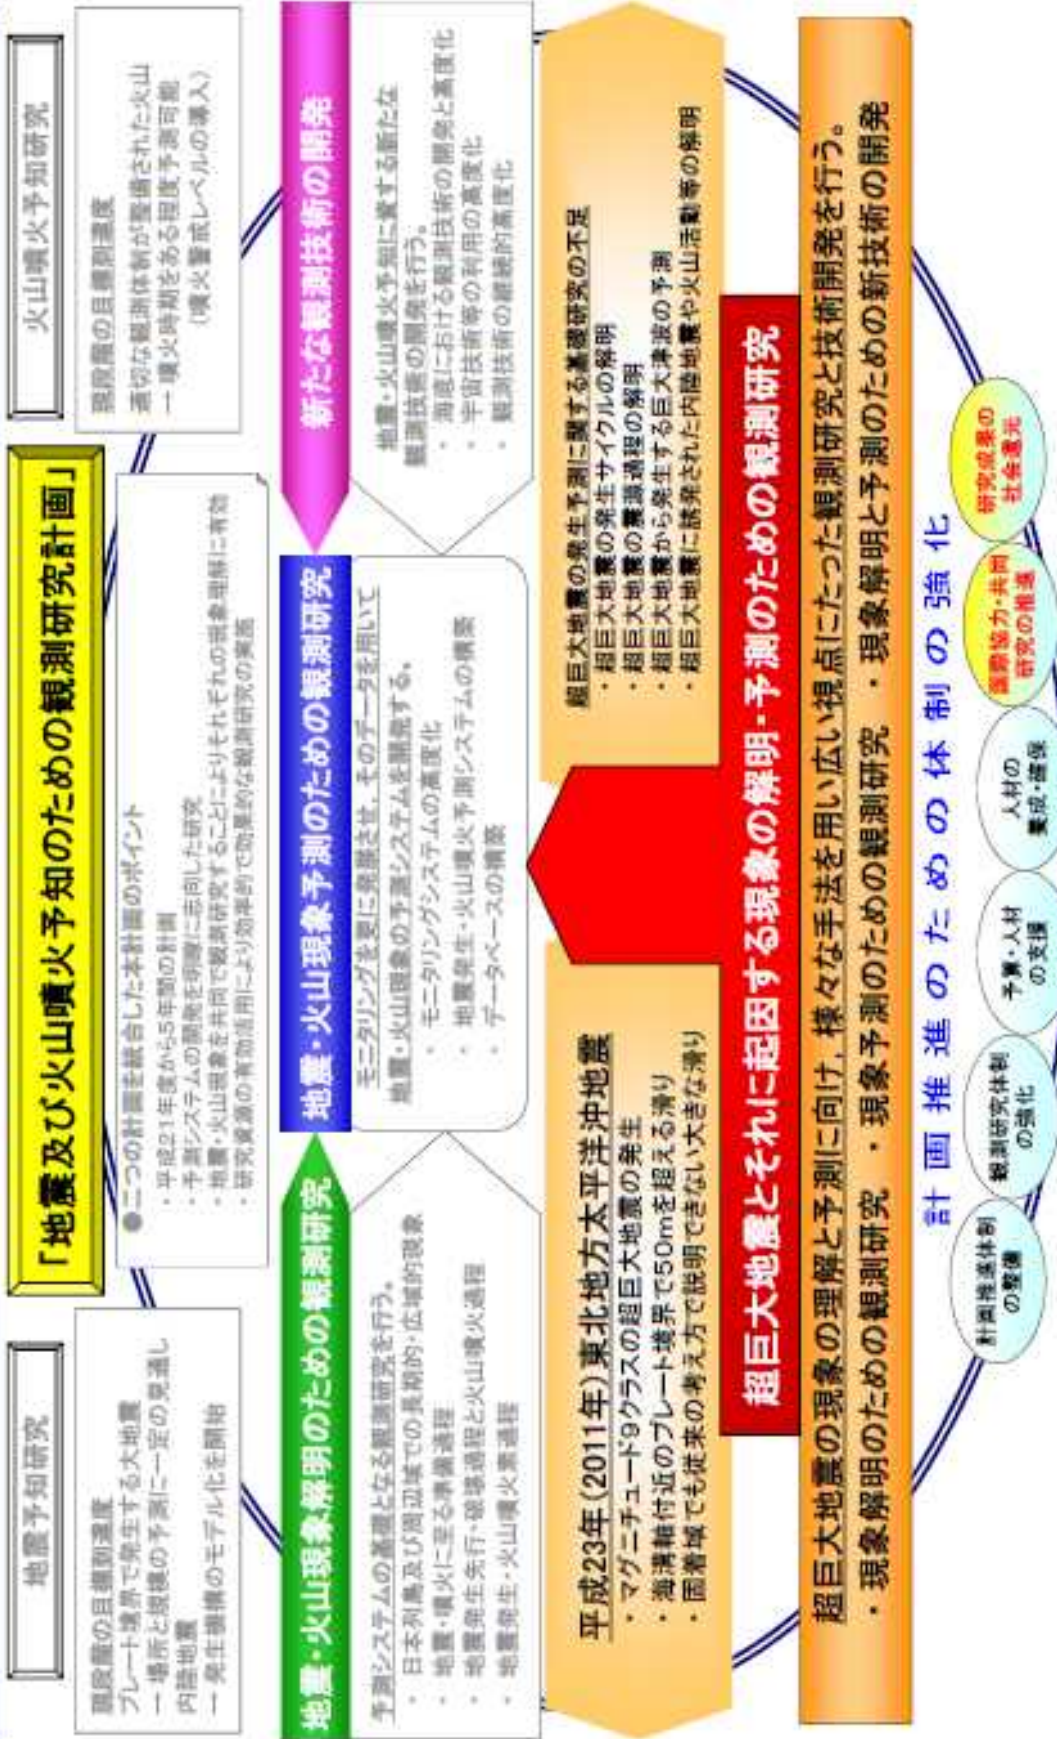 「地震及び火山噴火予知のための観測研究計画」
地震予知研究
現段階の目標到達度
プレート境界で発生する大地震
ー 場所と規模の予測に一定の見通し
内陸地震
ー 発生機構のモデル化を開始
●二つの計画を統合した本計画のポイント
・平成21年度から5年間の計画
・予測システムの開発を明確に志向した研究
・地震・火山現象を共同で観測研究することによりそれぞれの現象理解に有効
・研究資源の有効活用により効率的で効果的な観測研究の実施
火山噴火予知研究
現段階の目標到達度
適切な観測体制が整備された火山
ー 噴火時期をある程度予測可能
(噴火警戒レベルの導入)
地震・火山現象解明のための観測研究
予測システムの基礎となる観測研究を行う。
・ 日本列島及び周辺域での長期的・広域的現象
・ 地震・噴火に至る準備過程
・ 地震発生先行・破壊過程と火山噴火過程
・ 地震発生・火山噴火素過程
地震・火山現象予測のための観測研究
モニタリングを更に発展させ、そのデータを用いて
地震・火山現象の予測システムを開発する。
・ モニタリングシステムの高度化
・ 地震発生・火山噴火予測システムの構築
・ データベースの構築
新たな観測技術の開発
地震・火山噴火予知に資する新たな
観測技術の開発を行う。
・ 海底における観測技術の開発と高度化
・ 宇宙技術等の利用の高度化
・ 観測技術の継続的高度化
平成23年(2011年)東北地方太平洋沖地震
・ マグニチュード9クラスの超巨大地震の発生
・ 海溝軸付近のプレート境界で50mを超える滑り
・ 固着域でも従来の考え方で説明できない大きな滑り
超巨大地震の発生予測に関する基礎研究の不足
・ 超巨大地震の発生サイクルの解明
・ 超巨大地震の震源過程の解明
・ 超巨大地震から発生する巨大津波の予測
・ 超巨大地震に誘発された内陸地震や火山活動等の解明
超巨大地震とそれに起因する現象の解明・予測のための観測研究
超巨大地震の現象の理解と予測に向け、様々な手法を用い広い視点にたった観測研究と技術開発を行う。
・ 現象解明のための観測研究 ・ 現象予測のための観測研究 ・ 現象解明と予測のための新技術の開発
計画推進のための体制の強化
計画推進体制
の整備
観測研究体制
の強化
予算・人材
の支援
人材の
養成・確保
国際協力・共同
研究の推進
研究成果の
社会還元